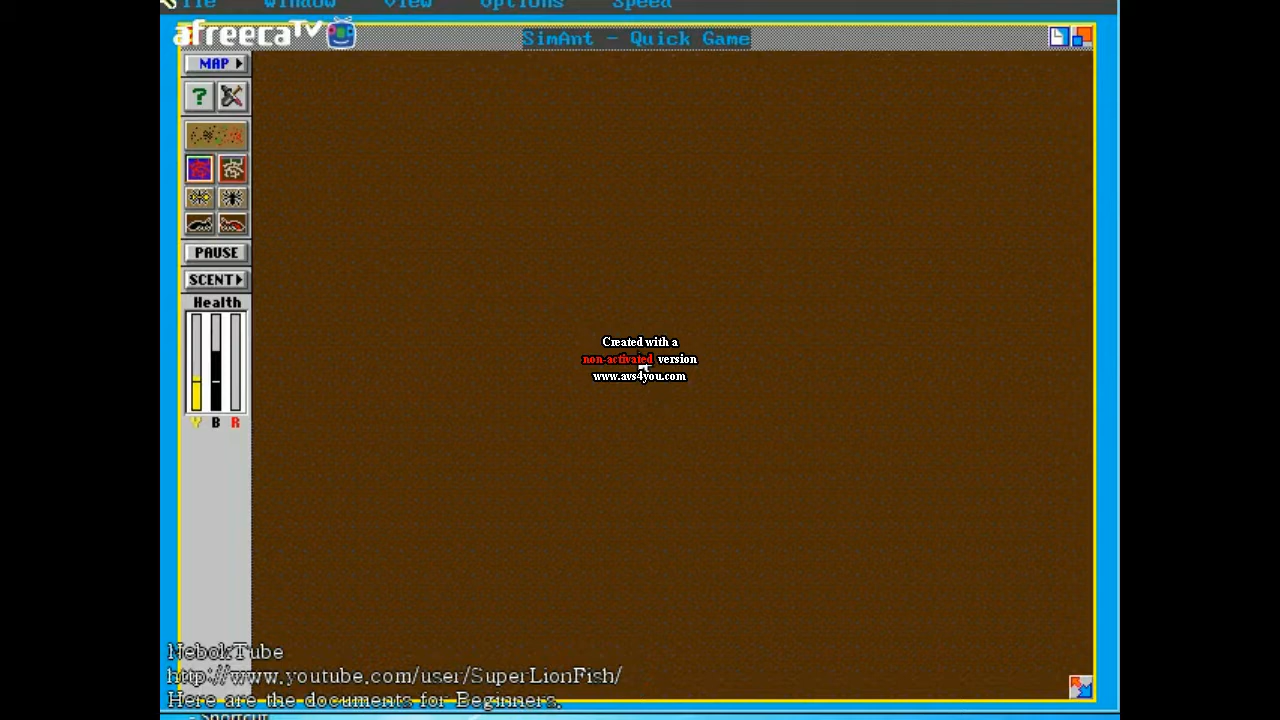 File Window View Options Speed
afreecaTV
SimAnt - Quick Game
MAP
?
PAUSE
SCENT
Health
Y B R
Created with a
non-activated version
www.avs4you.com
NebokTube
http://www.youtube.com/user/SuperLionFish/
Here are the documents for Beginners.
- Shortcut